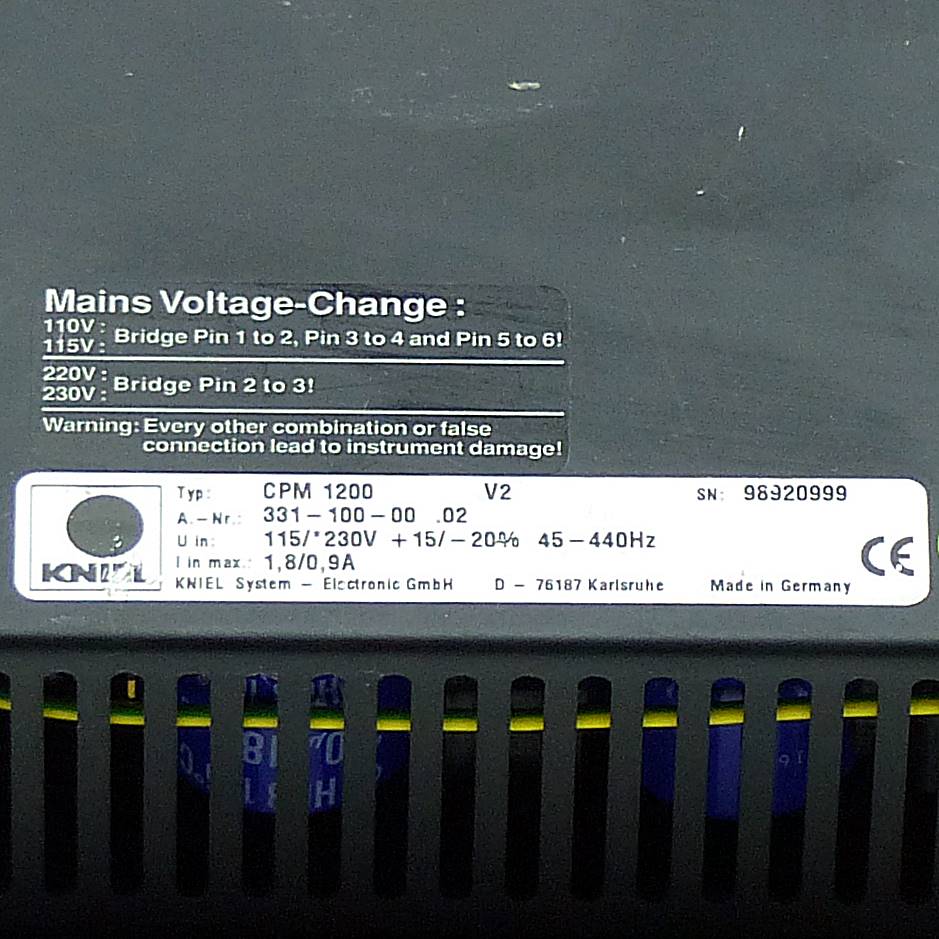 Mains Voltage-Change :
110V :
115V : Bridge Pin 1 to 2, Pin 3 to 4 and Pin 5 to 6!
220V :
230V : Bridge Pin 2 to 3!
Warning: Every other combination or false
connection lead to instrument damage!
Typ: CPM 1200 V2 SN: 98920999
A.-Nr.: 331-100-00 .02
U in: 115/*230V +15/-20% 45-440Hz
I in max.: 1,8/0,9A
KNIEL
KNIEL System - Electronic GmbH D - 76187 Karlsruhe Made in Germany
CE